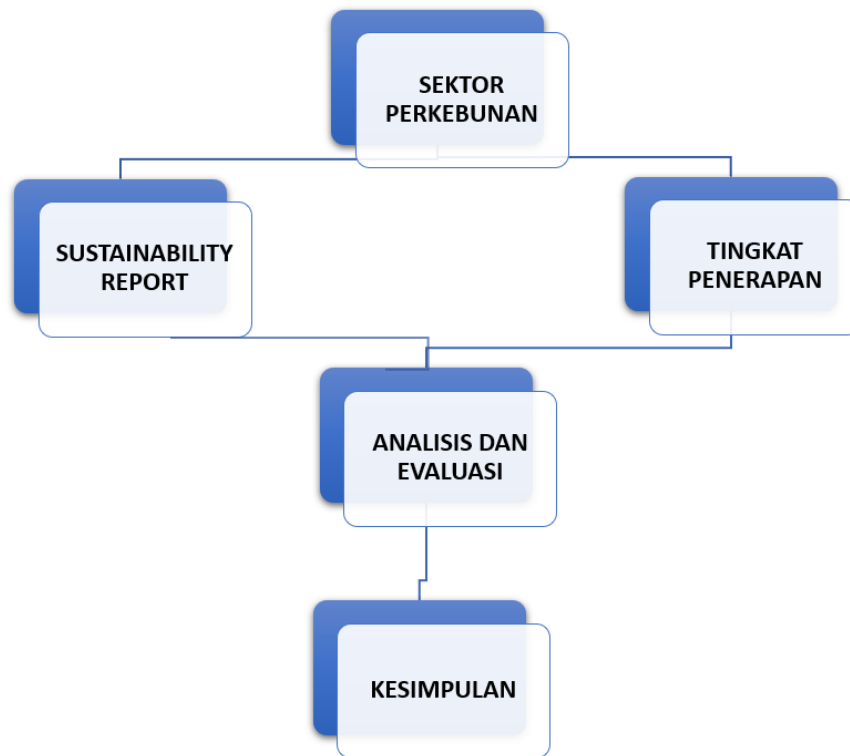 SEKTOR
PERKEBUNAN
SUSTAINABILITY
REPORT
TINGKAT
PENERAPAN
ANALISIS DAN
EVALUASI
KESIMPULAN